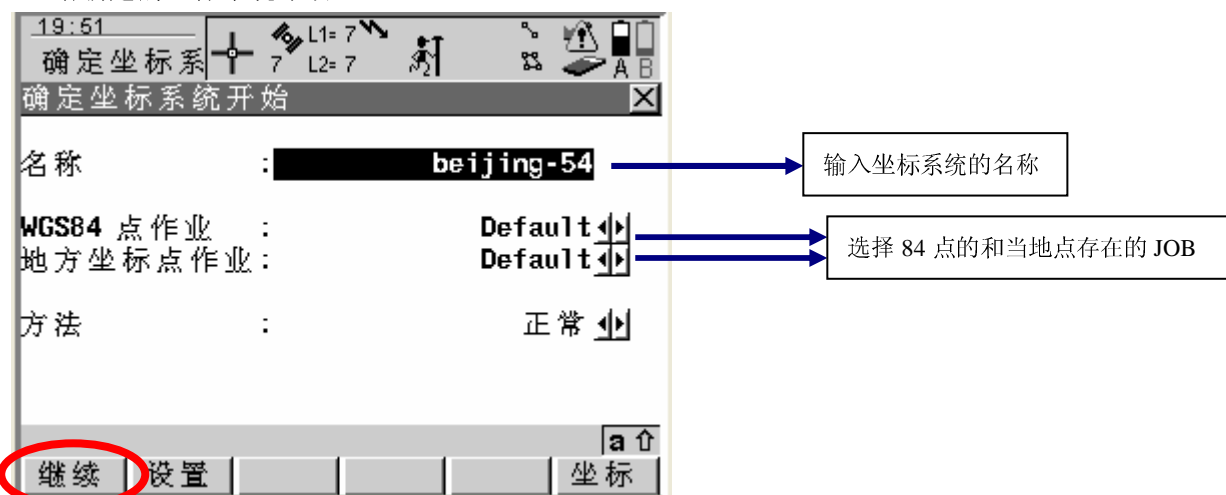 19:51
确定坐标系
L1= 7
7 L2= 7
A B
确定坐标系统开始
名称 : beijing-54
输入坐标系统的名称
WGS84 点作业 : Default
地方坐标点作业: Default
选择 84 点的和当地点存在的 JOB
方法 : 正常
a
继续 设置 坐标